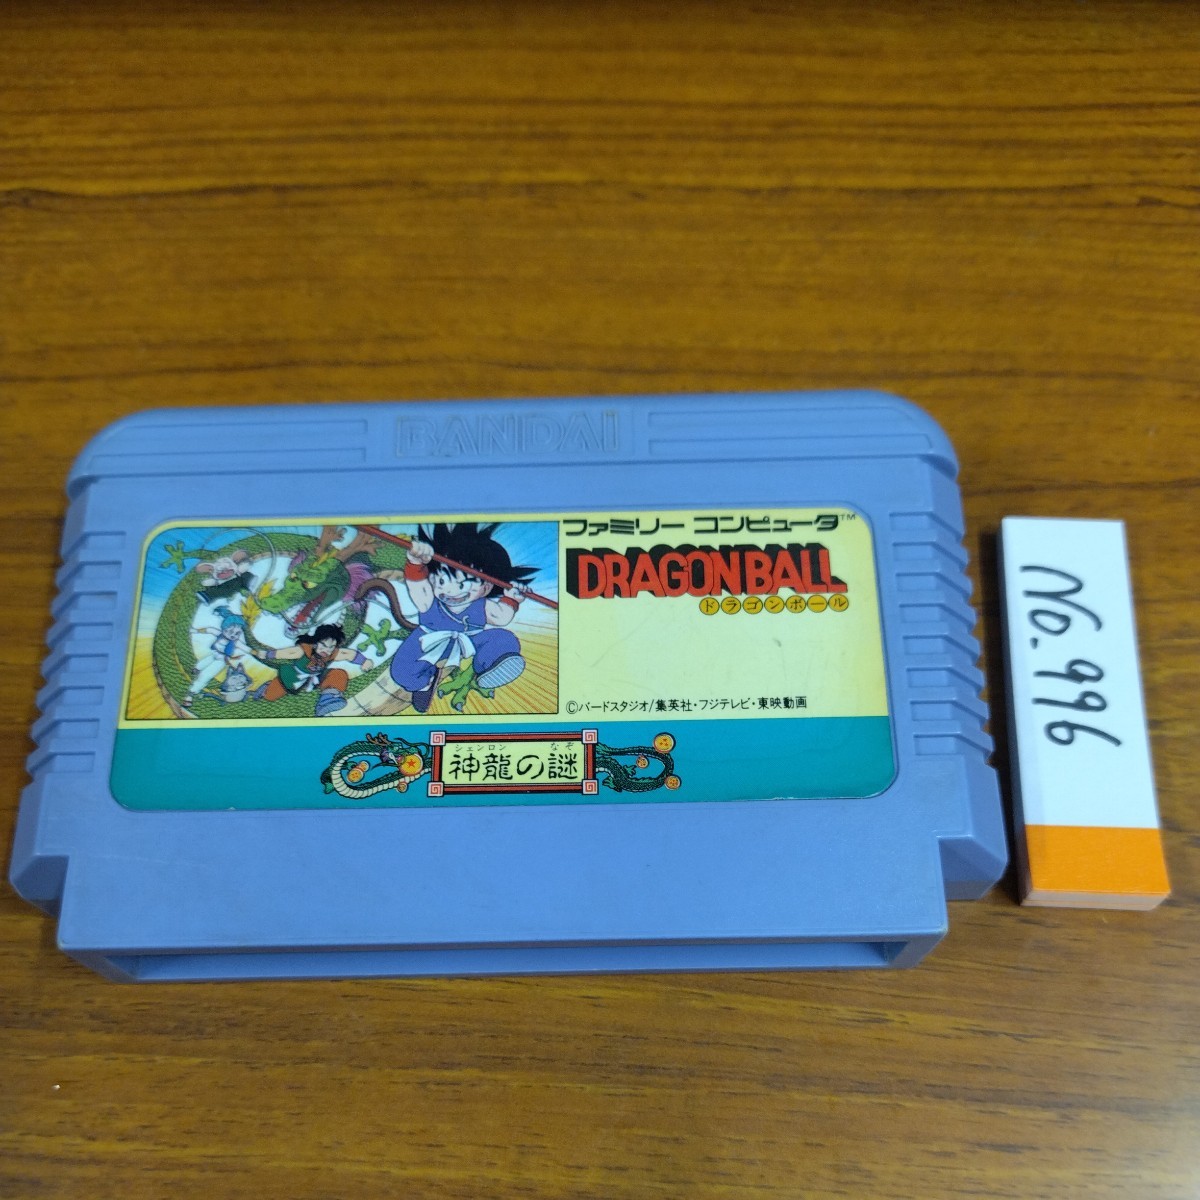 BANDAI
ファミリー コンピュータ™
DRAGONBALL
ドラゴンボール
©バードスタジオ/集英社・フジテレビ・東映動画
シェンロン なぞ
神龍の謎
No.996